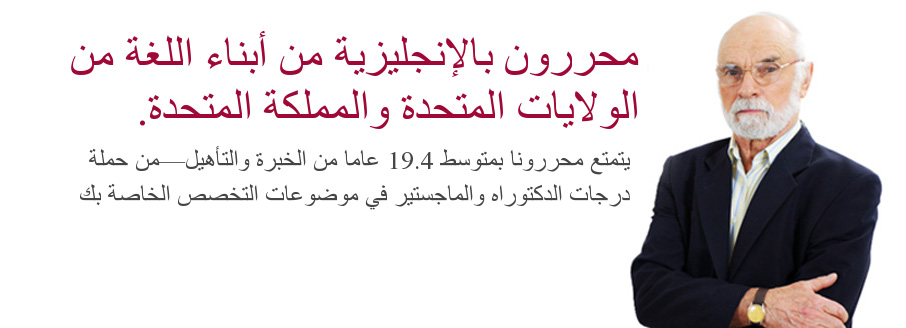 محررون بالإنجليزية من أبناء اللغة من
الولايات المتحدة والمملكة المتحدة.
يتمتع محررونا بمتوسط 19.4 عاما من الخبرة والتأهيل—من حملة
درجات الدكتوراه والماجستير في موضوعات التخصص الخاصة بك